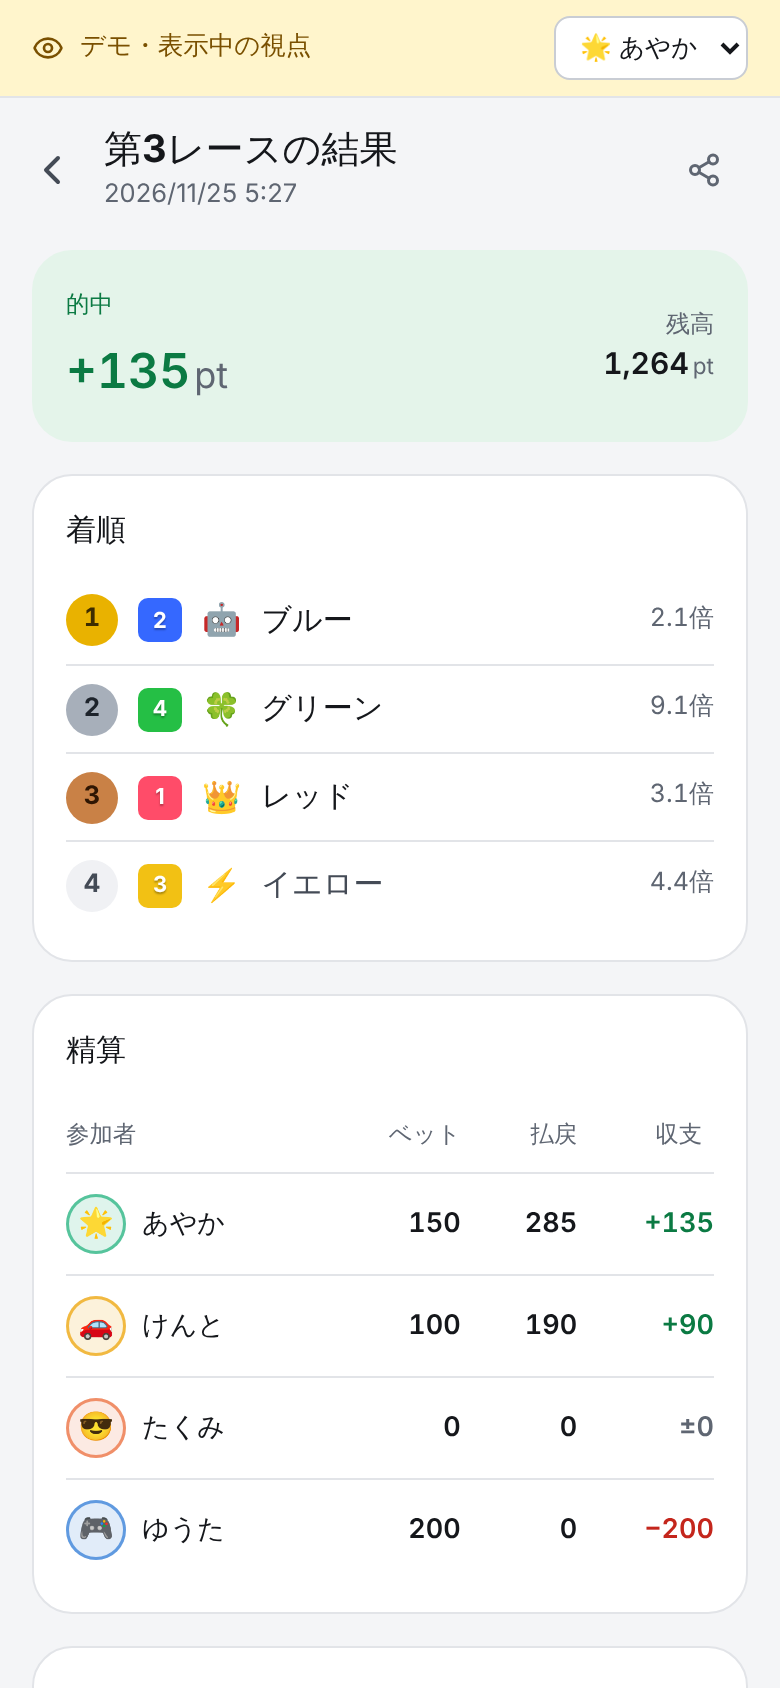 デモ・表示中の視点
🌟 あやか
第3レースの結果
2026/11/25 5:27
的中
+135pt
残高
1,264pt
着順
1 2 🤖 ブルー 2.1倍
2 4 🍀 グリーン 9.1倍
3 1 👑 レッド 3.1倍
4 3 ⚡ イエロー 4.4倍
精算
参加者 ベット 払戻 収支
🌟 あやか 150 285 +135
🚗 けんと 100 190 +90
😎 たくみ 0 0 ±0
🎮 ゆうた 200 0 −200